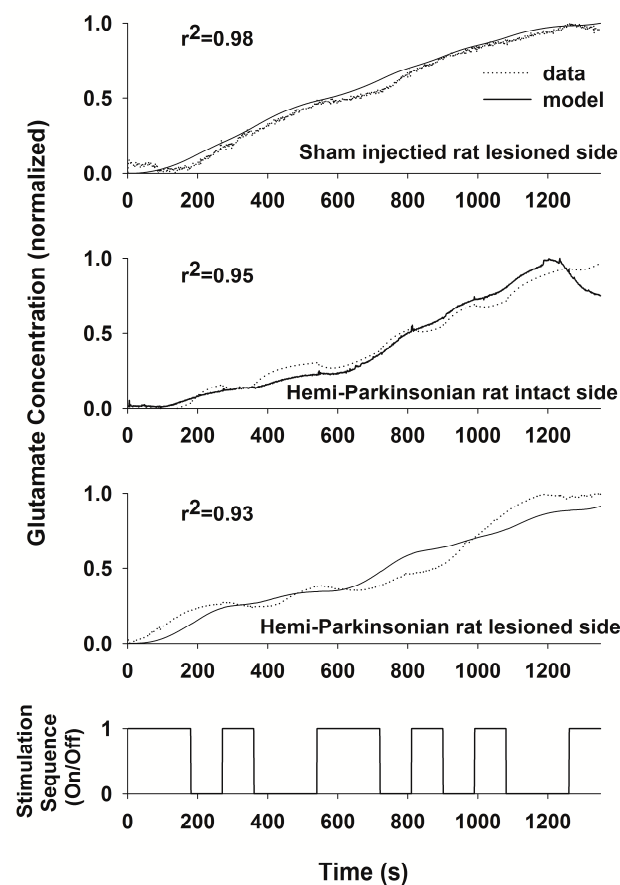 Glutamate Concentration (normalized)
1.0
0.5
0.0
r2=0.98
data
model
Sham injectied rat lesioned side
0 200 400 600 800 1000 1200
1.0
0.5
0.0
r2=0.95
Hemi-Parkinsonian rat intact side
0 200 400 600 800 1000 1200
1.0
0.5
0.0
r2=0.93
Hemi-Parkinsonian rat lesioned side
0 200 400 600 800 1000 1200
Stimulation
Sequence
(On/Off)
1
0
0 200 400 600 800 1000 1200
Time (s)